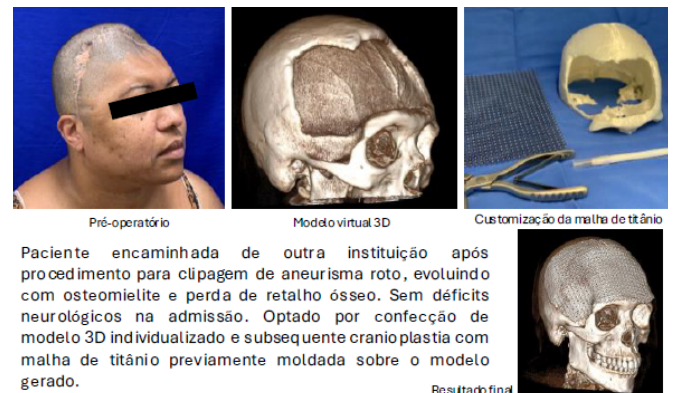 Pré-operatório
Modelo virtual 3D
Customização da malha de titânio
Paciente encaminhada de outra instituição após
procedimento para clipagem de aneurisma roto, evoluindo
com osteomielite e perda de retalho ósseo. Sem déficits
neurológicos na admissão. Optado por confecção de
modelo 3D individualizado e subsequente cranioplastia com
malha de titânio previamente moldada sobre o modelo
gerado.
Resultado final